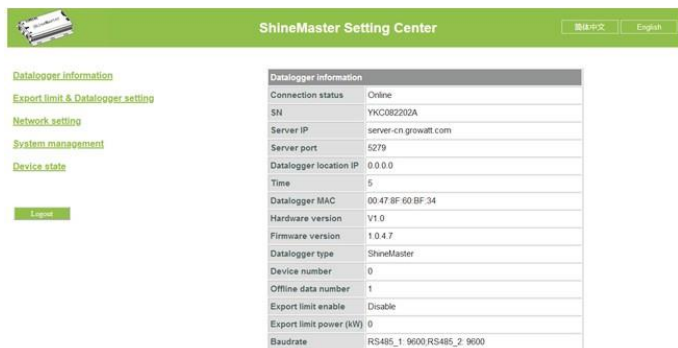 ShineMaster
ShineMaster Setting Center
简体中文
English
Datalogger information
Export limit & Datalogger setting
Network setting
System management
Device state
Logout
Datalogger information
Connection status Online
SN YKC082202A
Server IP server-cn.growatt.com
Server port 5279
Datalogger location IP 0.0.0.0
Time 5
Datalogger MAC 00:47:8F:60:BF:34
Hardware version V1.0
Firmware version 1.0.4.7
Datalogger type ShineMaster
Device number 0
Offline data number 1
Export limit enable Disable
Export limit power (kW) 0
Baudrate RS485_1: 9600;RS485_2: 9600